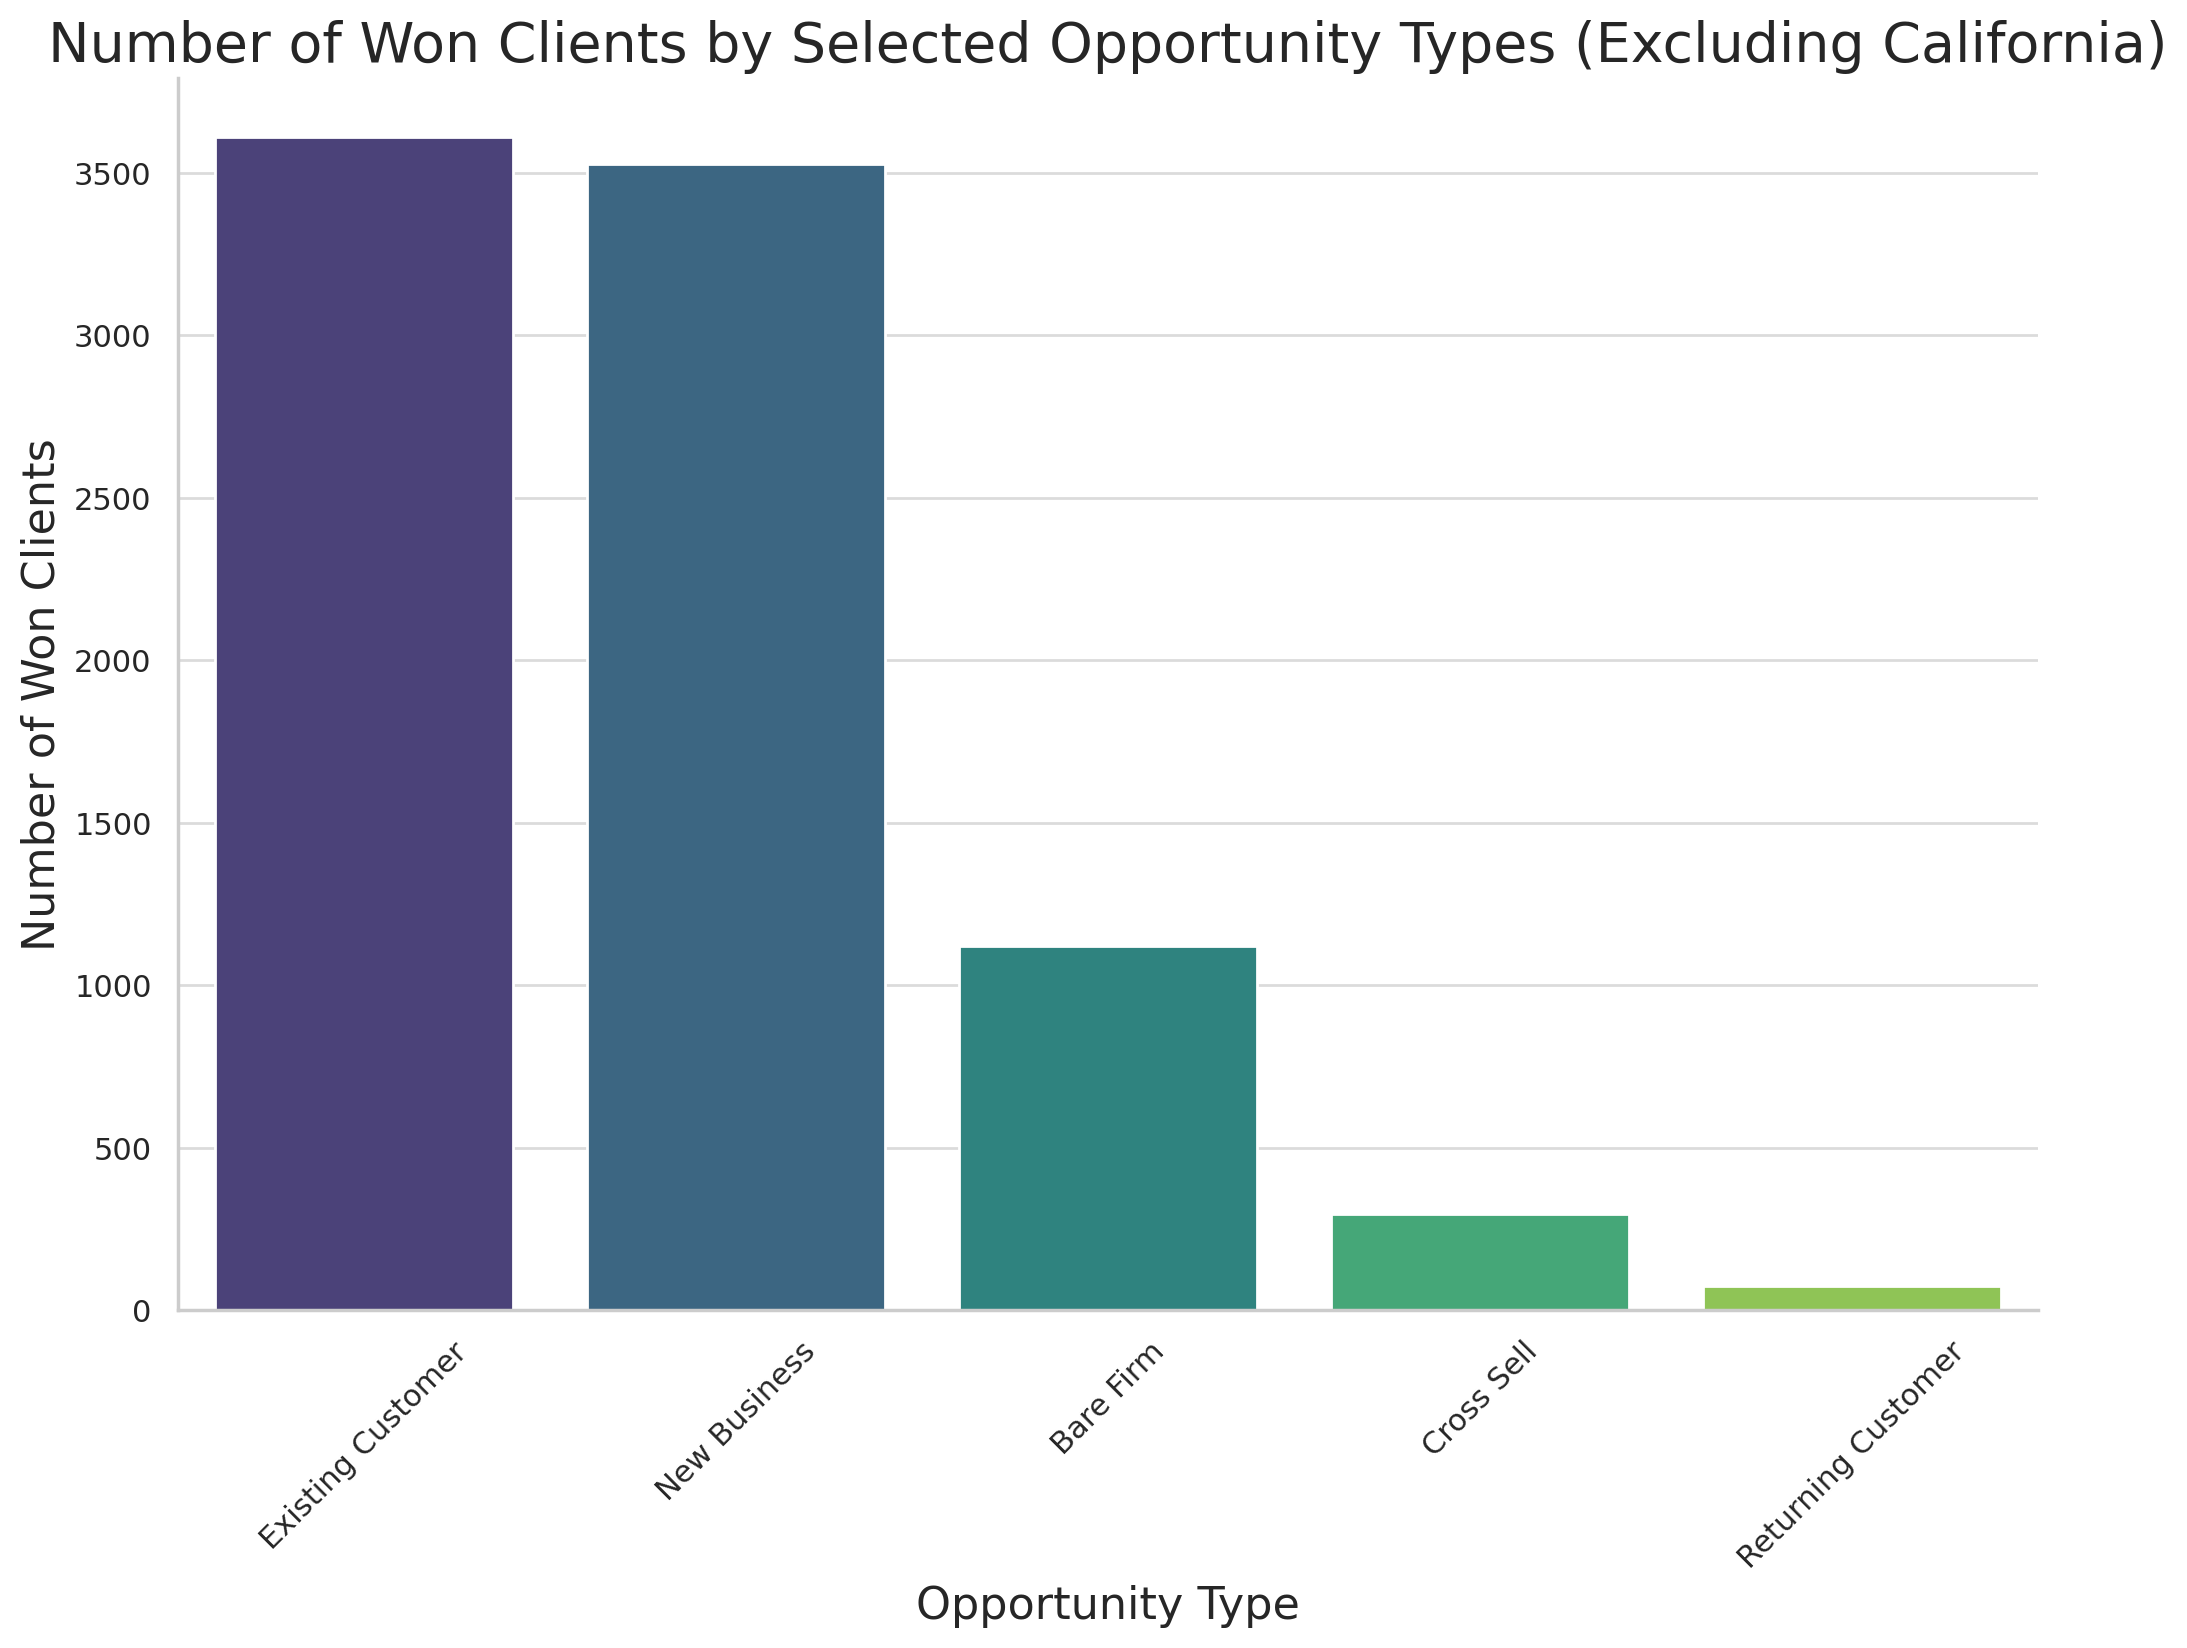 Number of Won Clients by Selected Opportunity Types (Excluding California)
Number of Won Clients
3500
3000
2500
2000
1500
1000
500
0
Existing Customer
New Business
Bare Firm
Cross Sell
Returning Customer
Opportunity Type